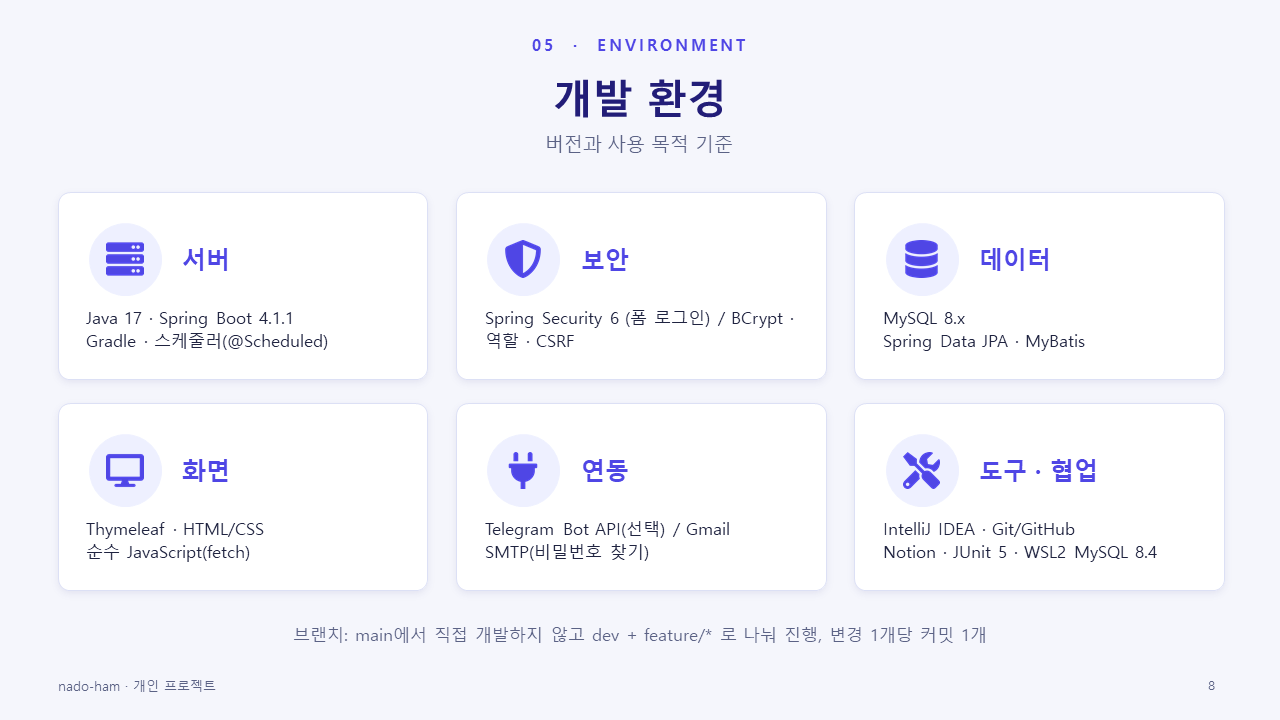 05 · ENVIRONMENT
개발 환경
버전과 사용 목적 기준
서버
Java 17 · Spring Boot 4.1.1
Gradle · 스케줄러(@Scheduled)
보안
Spring Security 6 (폼 로그인) / BCrypt ·
역할 · CSRF
데이터
MySQL 8.x
Spring Data JPA · MyBatis
화면
Thymeleaf · HTML/CSS
순수 JavaScript(fetch)
연동
Telegram Bot API(선택) / Gmail
SMTP(비밀번호 찾기)
도구 · 협업
IntelliJ IDEA · Git/GitHub
Notion · JUnit 5 · WSL2 MySQL 8.4
브랜치: main에서 직접 개발하지 않고 dev + feature/* 로 나눠 진행, 변경 1개당 커밋 1개
nado-ham · 개인 프로젝트
8